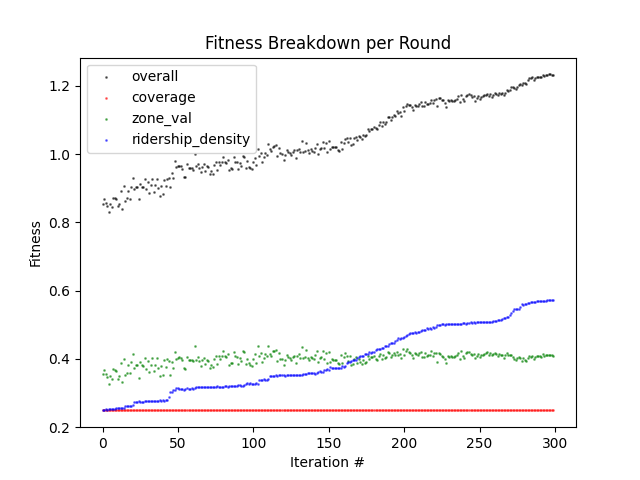 Fitness Breakdown per Round
overall
coverage
zone_val
ridership_density
Fitness
1.2
1.0
0.8
0.6
0.4
0.2
0
50
100
150
200
250
300
Iteration #